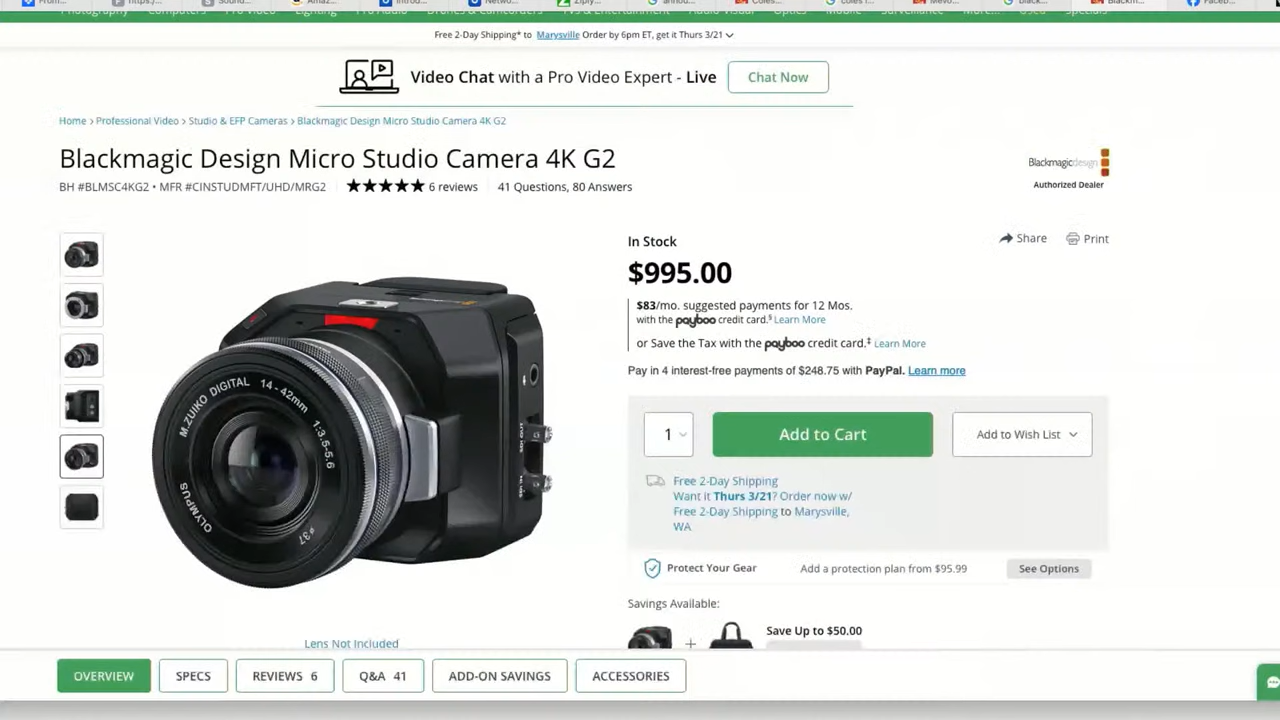 Free 2-Day Shipping* to Marysville Order by 6pm ET, get it Thurs 3/21
Video Chat with a Pro Video Expert - Live
Chat Now
Home > Professional Video > Studio & EFP Cameras > Blackmagic Design Micro Studio Camera 4K G2
Blackmagic Design Micro Studio Camera 4K G2
BH #BLMSC4KG2 • MFR #CINSTUDMFT/UHD/MRG2
6 reviews
41 Questions, 80 Answers
Blackmagicdesign
Authorized Dealer
In Stock
Share
Print
$995.00
$83/mo. suggested payments for 12 Mos.
with the payboo credit card.§ Learn More
or Save the Tax with the payboo credit card.‡ Learn More
Pay in 4 interest-free payments of $248.75 with PayPal. Learn more
1
Add to Cart
Add to Wish List
Free 2-Day Shipping
Want it Thurs 3/21? Order now w/
Free 2-Day Shipping to Marysville,
WA
Protect Your Gear
Add a protection plan from $95.99
See Options
Savings Available:
Save Up to $50.00
M.ZUIKO DIGITAL 14-42mm 1:3.5-5.6
OLYMPUS
ø37
SDI OUT
Lens Not Included
OVERVIEW
SPECS
REVIEWS 6
Q&A 41
ADD-ON SAVINGS
ACCESSORIES